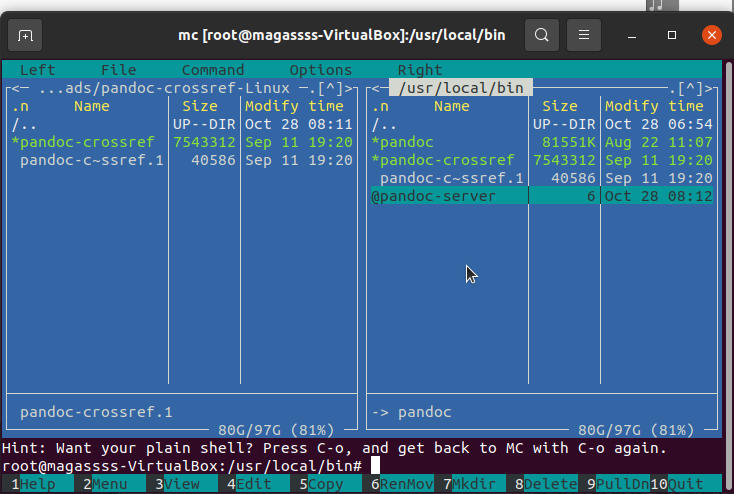 mc [root@magassss-VirtualBox]:/usr/local/bin
Left File Command Options Right
<─ ...ads/pandoc-crossref-Linux ─.[^]> <─ /usr/local/bin ─.[^]>
.n Name Size Modify time .n Name Size Modify time
/.. UP--DIR Oct 28 08:11 /.. UP--DIR Oct 28 06:54
*pandoc-crossref 7543312 Sep 11 19:20 *pandoc 81551K Aug 22 11:07
pandoc-c~ssref.1 40586 Sep 11 19:20 *pandoc-crossref 7543312 Sep 11 19:20
pandoc-c~ssref.1 40586 Sep 11 19:20
@pandoc-server 6 Oct 28 08:12
pandoc-crossref.1 -> pandoc
80G/97G (81%) 80G/97G (81%)
Hint: Want your plain shell? Press C-o, and get back to MC with C-o again.
root@magassss-VirtualBox:/usr/local/bin#
1Help 2Menu 3View 4Edit 5Copy 6RenMov 7Mkdir 8Delete 9PullDn 10Quit